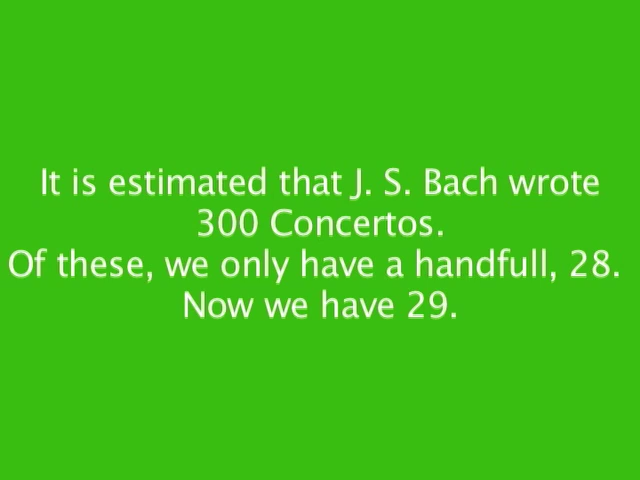 It is estimated that J. S. Bach wrote
300 Concertos.
Of these, we only have a handfull, 28.
Now we have 29.